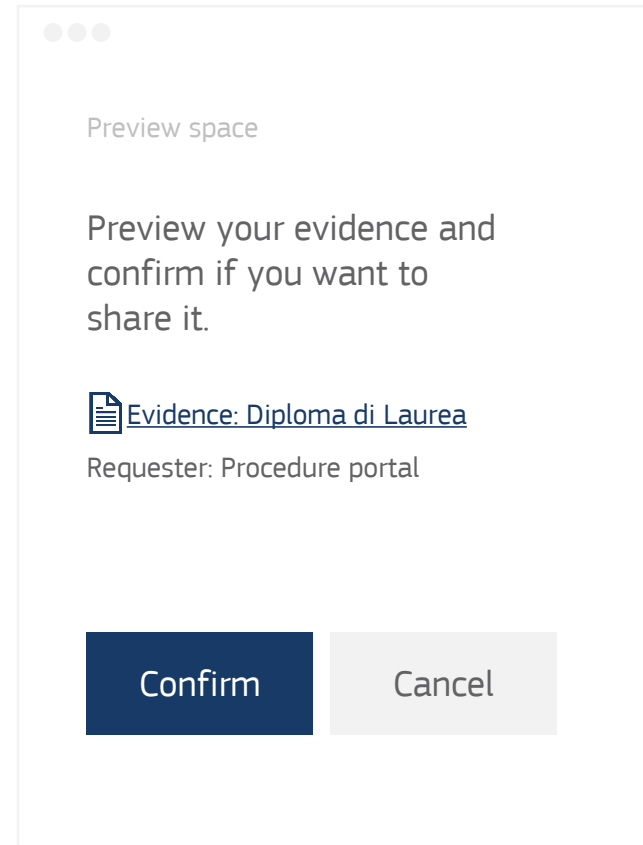 Preview space
Preview your evidence and
confirm if you want to
share it.
Evidence: Diploma di Laurea
Requester: Procedure portal
Confirm
Cancel